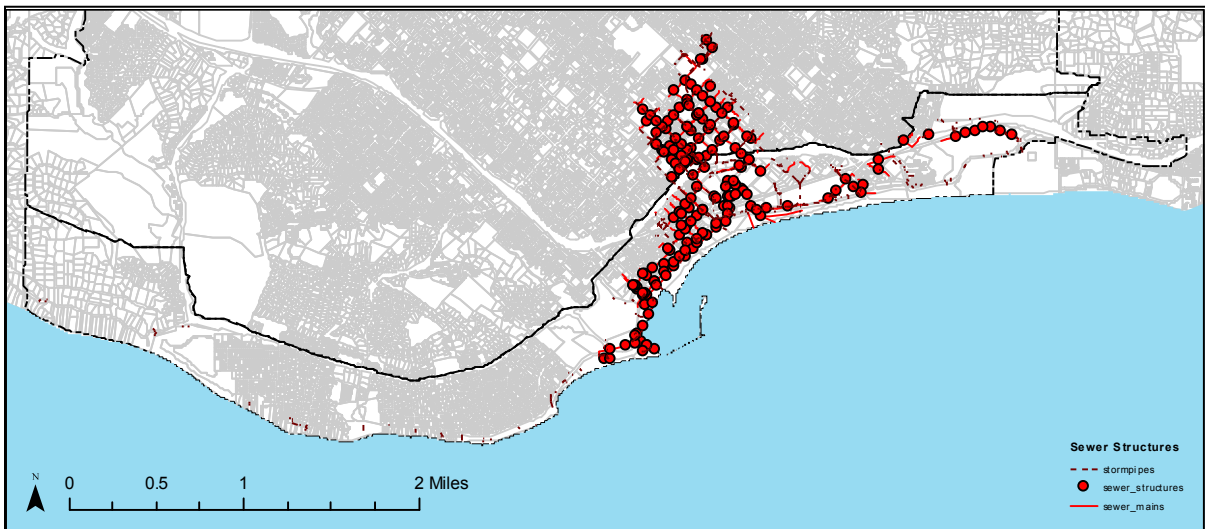 Sewer Structures
stormpipes
sewer_structures
sewer_mains
N
0 0.5 1 2 Miles